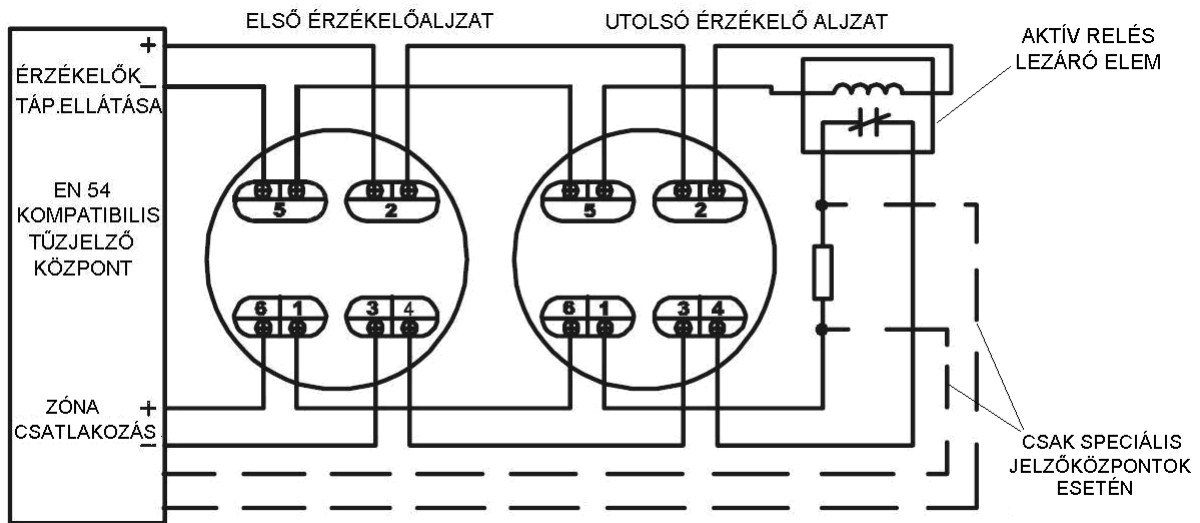 ELSŐ ÉRZÉKELŐALJZAT
UTOLSÓ ÉRZÉKELŐ ALJZAT
AKTÍV RELÉS
LEZÁRÓ ELEM
+
ÉRZÉKELŐK
−
TÁP.ELLÁTÁSA
EN 54
KOMPATIBILIS
TŰZJELZŐ
KÖZPONT
5
2
5
2
6 1
3 4
6 1
3 4
ZÓNA +
CSATLAKOZÁS −
CSAK SPECIÁLIS
JELZŐKÖZPONTOK
ESETÉN